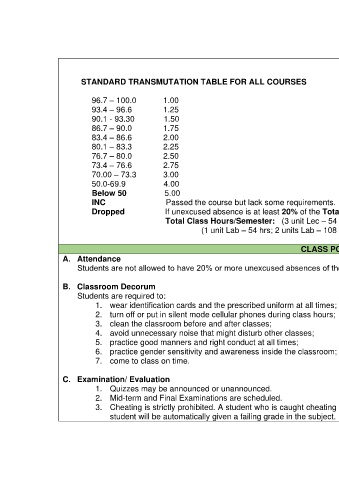 STANDARD TRANSMUTATION TABLE FOR ALL COURSES
96.7 – 100.0 1.00
93.4 – 96.6 1.25
90.1 - 93.30 1.50
86.7 – 90.0 1.75
83.4 – 86.6 2.00
80.1 – 83.3 2.25
76.7 – 80.0 2.50
73.4 – 76.6 2.75
70.00 – 73.3 3.00
50.0-69.9 4.00
Below 50 5.00
INC Passed the course but lack some requirements.
Dropped If unexcused absence is at least 20% of the Tota
Total Class Hours/Semester: (3 unit Lec – 54
(1 unit Lab – 54 hrs; 2 units Lab – 108
CLASS PO
A. Attendance
Students are not allowed to have 20% or more unexcused absences of the
B. Classroom Decorum
Students are required to:
1. wear identification cards and the prescribed uniform at all times;
2. turn off or put in silent mode cellular phones during class hours;
3. clean the classroom before and after classes;
4. avoid unnecessary noise that might disturb other classes;
5. practice good manners and right conduct at all times;
6. practice gender sensitivity and awareness inside the classroom;
7. come to class on time.
C. Examination/ Evaluation
1. Quizzes may be announced or unannounced.
2. Mid-term and Final Examinations are scheduled.
3. Cheating is strictly prohibited. A student who is caught cheating
student will be automatically given a failing grade in the subject.